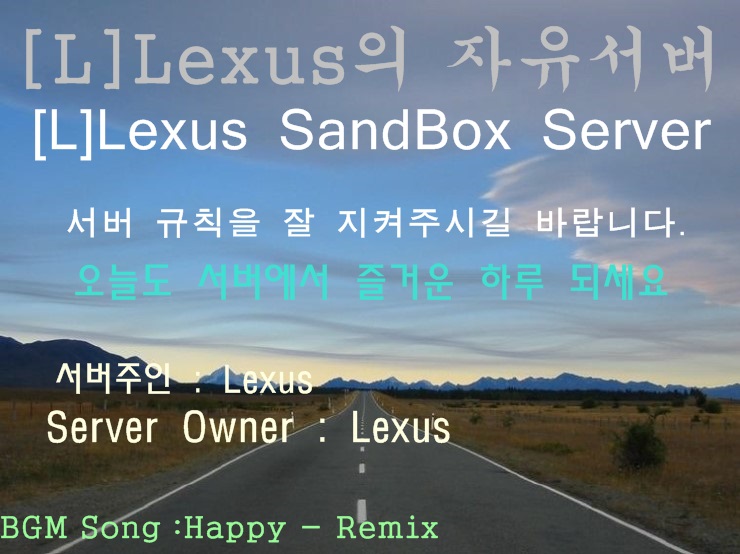 [L]Lexus의 자유서버
[L]Lexus SandBox Server
서버 규칙을 잘 지켜주시길 바랍니다.
오늘도 서버에서 즐거운 하루 되세요
서버주인 : Lexus
Server Owner : Lexus
BGM Song :Happy - Remix